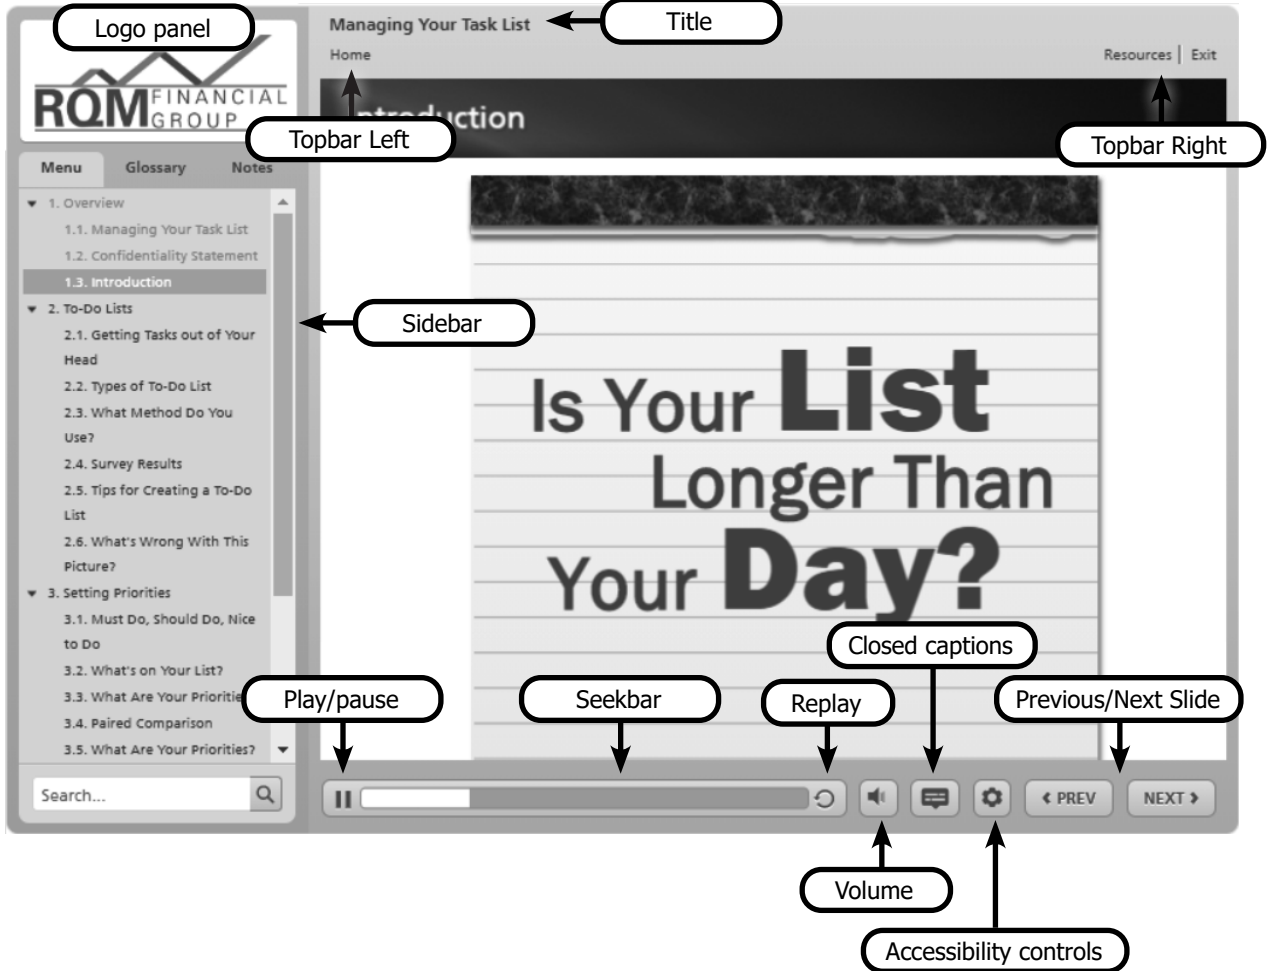 Logo panel
Managing Your Task List
Title
Home
Resources | Exit
RQM FINANCIAL
GROUP
Introduction
Topbar Left
Topbar Right
Menu Glossary Notes
1. Overview
1.1. Managing Your Task List
1.2. Confidentiality Statement
1.3. Introduction
2. To-Do Lists
2.1. Getting Tasks out of Your
Head
2.2. Types of To-Do List
2.3. What Method Do You
Use?
2.4. Survey Results
2.5. Tips for Creating a To-Do
List
2.6. What's Wrong With This
Picture?
3. Setting Priorities
3.1. Must Do, Should Do, Nice
to Do
3.2. What's on Your List?
3.3. What Are Your Prioritie
3.4. Paired Comparison
3.5. What Are Your Priorities?
Search...
Sidebar
Is Your List
Longer Than
Your Day?
Closed captions
Play/pause
Seekbar
Replay
Previous/Next Slide
PREV
NEXT
Volume
Accessibility controls